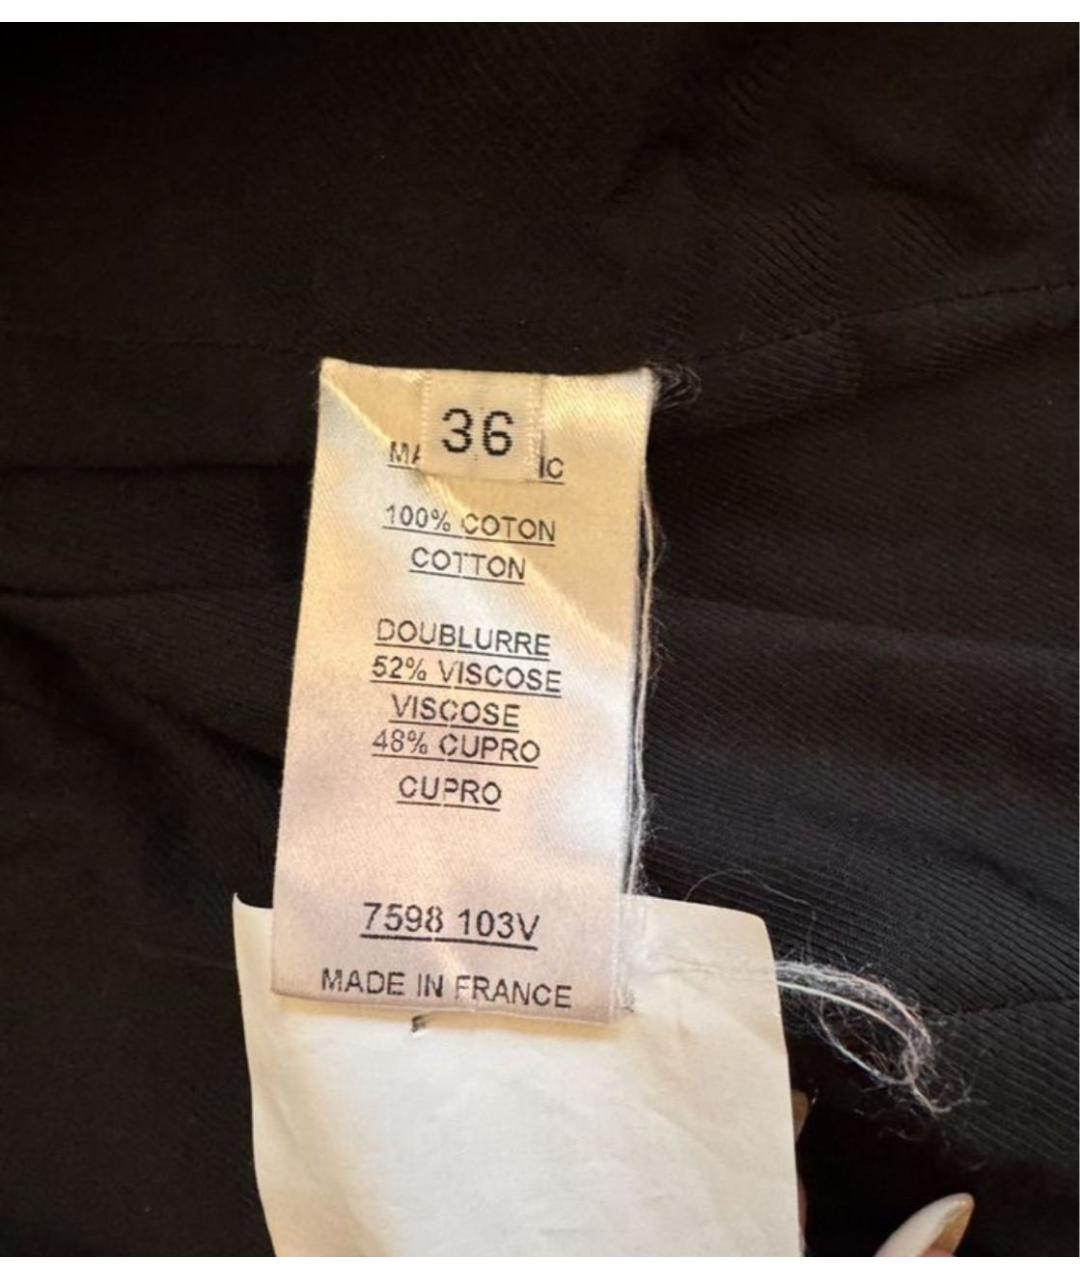 36
100% COTON
COTTON
DOUBLURRE
52% VISCOSE
VISCOSE
48% CUPRO
CUPRO
7598 103V
MADE IN FRANCE